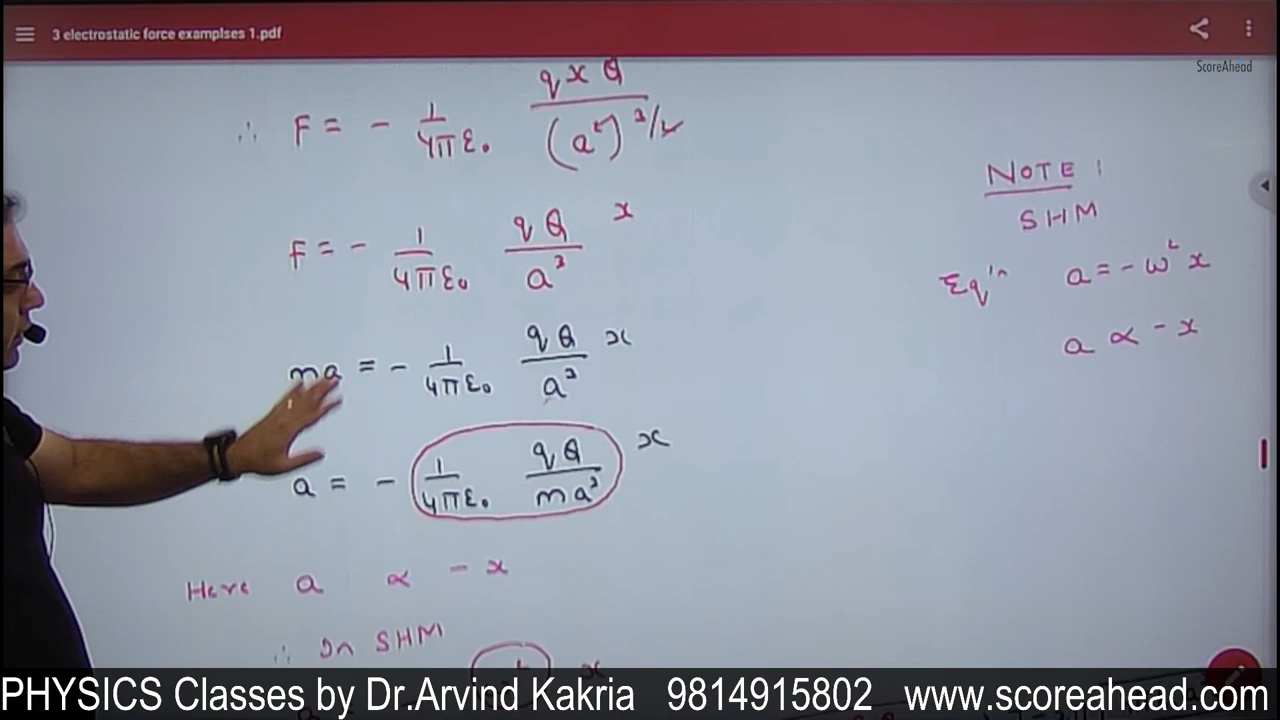 3 electrostatic force examplses 1.pdf
ScoreAhead
∴ F = - 1/4πε₀ qxQ/(a²)^3/2
F = - 1/4πε₀ qQ/a³ x
ma = - 1/4πε₀ qQ/a³ x
a = - 1/4πε₀ qQ/ma³ x
Here a ∝ - x
∴ In SHM
NOTE :
SHM
Eq'n a = - ω² x
a ∝ - x
PHYSICS Classes by Dr.Arvind Kakria 9814915802 www.scoreahead.com